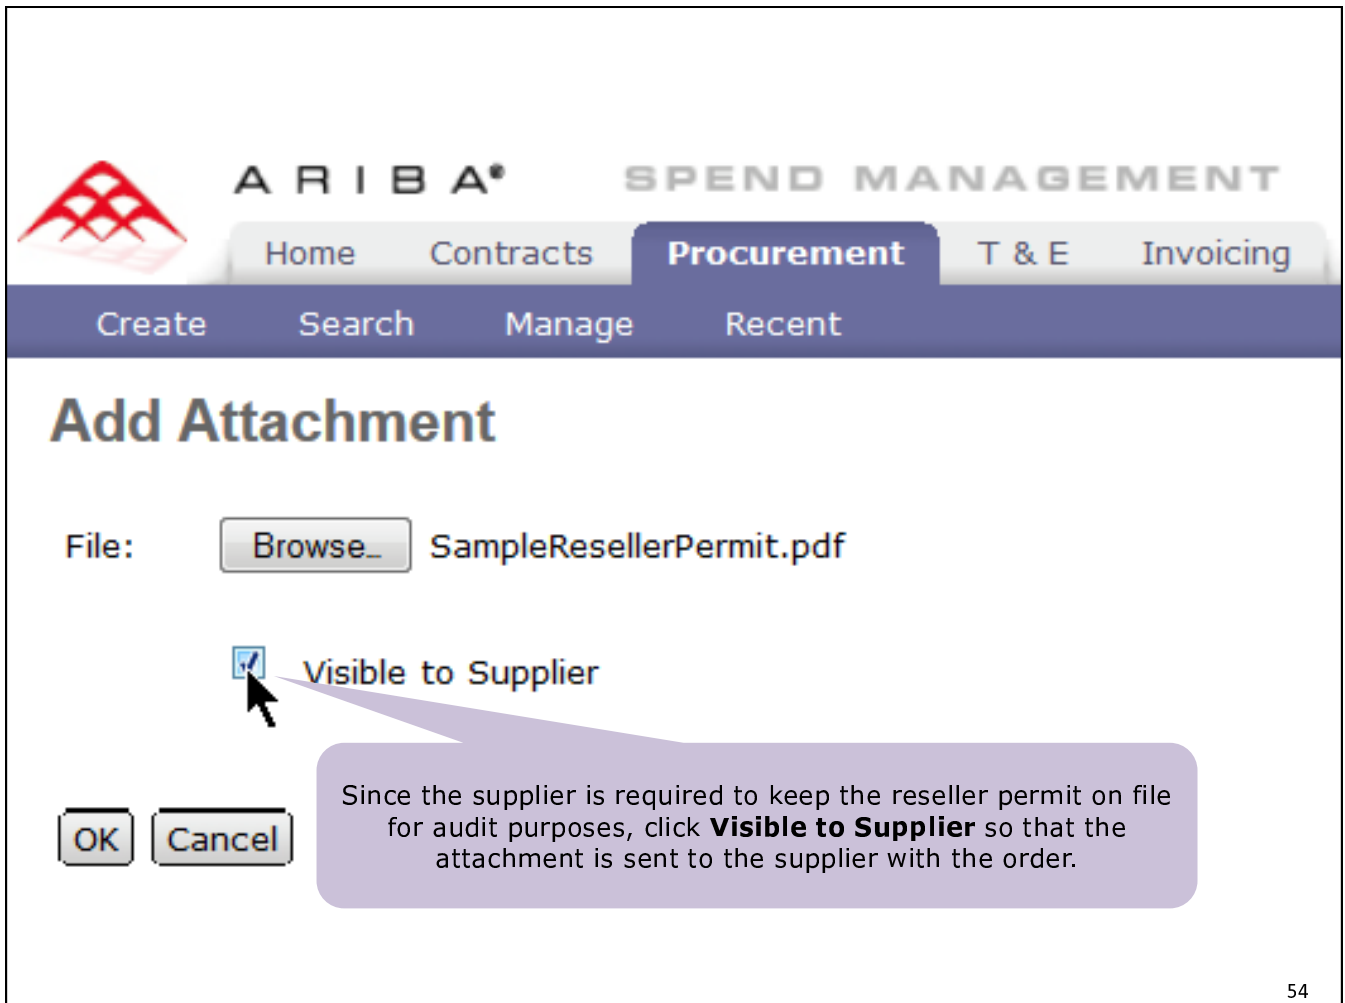 ARIBA® SPEND MANAGEMENT
Home Contracts Procurement T & E Invoicing
Create Search Manage Recent
Add Attachment
File: Browse... SampleResellerPermit.pdf
Visible to Supplier
Since the supplier is required to keep the reseller permit on file
for audit purposes, click Visible to Supplier so that the
attachment is sent to the supplier with the order.
OK Cancel
54